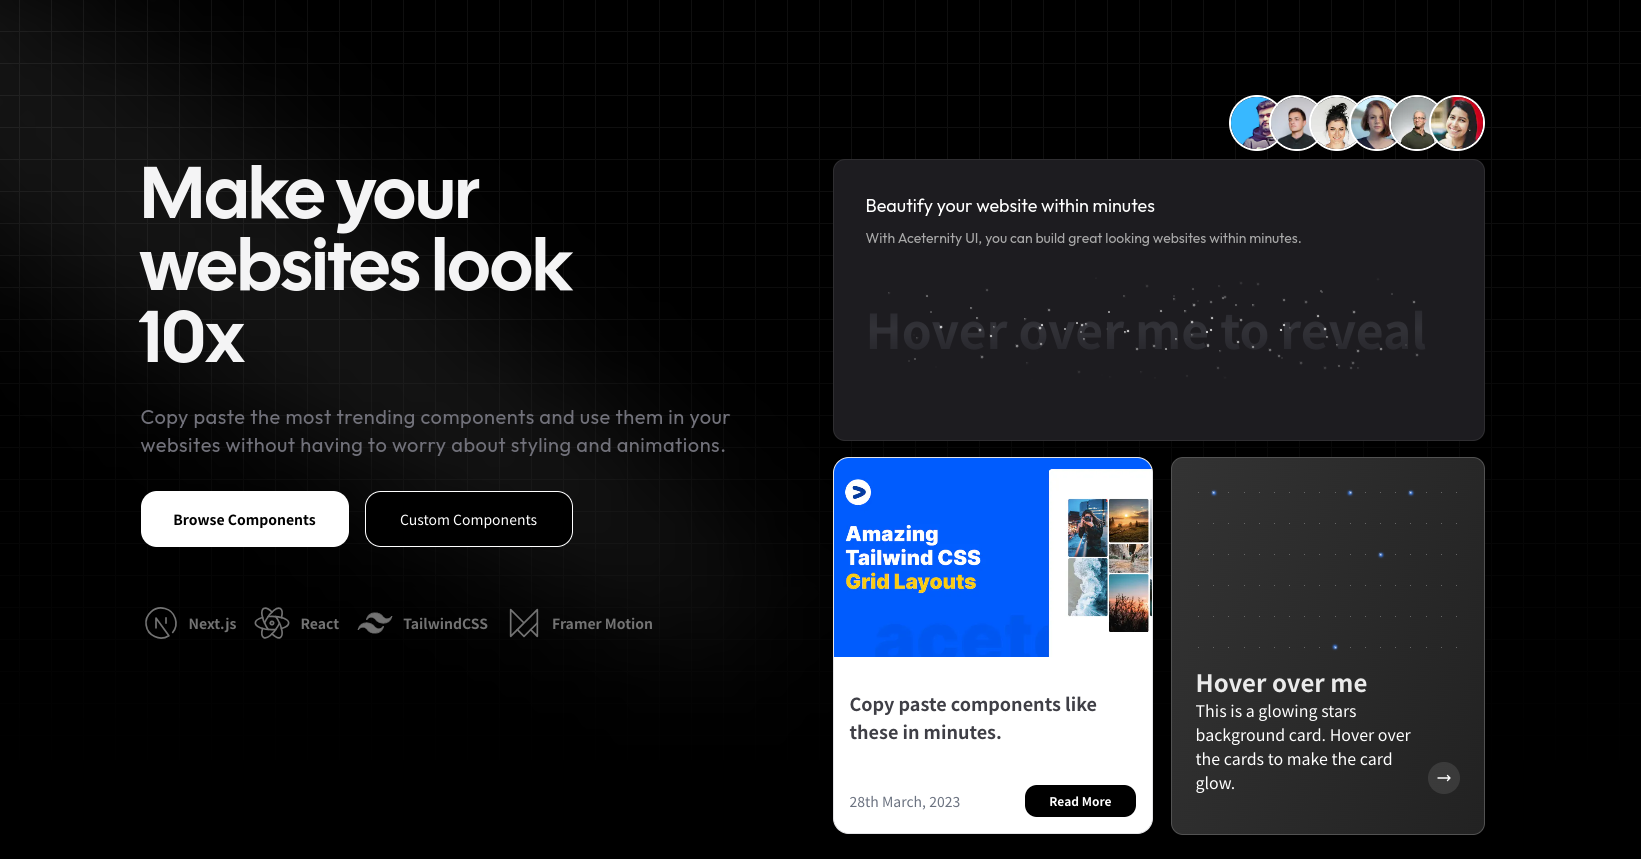 Make your
websites look
10x
Copy paste the most trending components and use them in your
websites without having to worry about styling and animations.
Browse Components
Custom Components
Next.js
React
TailwindCSS
Framer Motion
Beautify your website within minutes
With Aceternity UI, you can build great looking websites within minutes.
Hover over me to reveal
Amazing
Tailwind CSS
Grid Layouts
acete
Copy paste components like
these in minutes.
28th March, 2023
Read More
Hover over me
This is a glowing stars
background card. Hover over
the cards to make the card
glow.